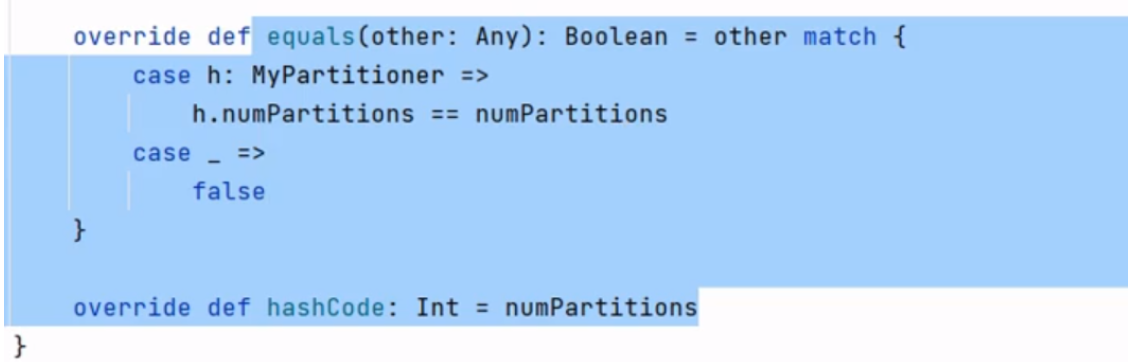 override def equals(other: Any): Boolean = other match {
case h: MyPartitioner =>
h.numPartitions == numPartitions
case _ =>
false
}
override def hashCode: Int = numPartitions
}